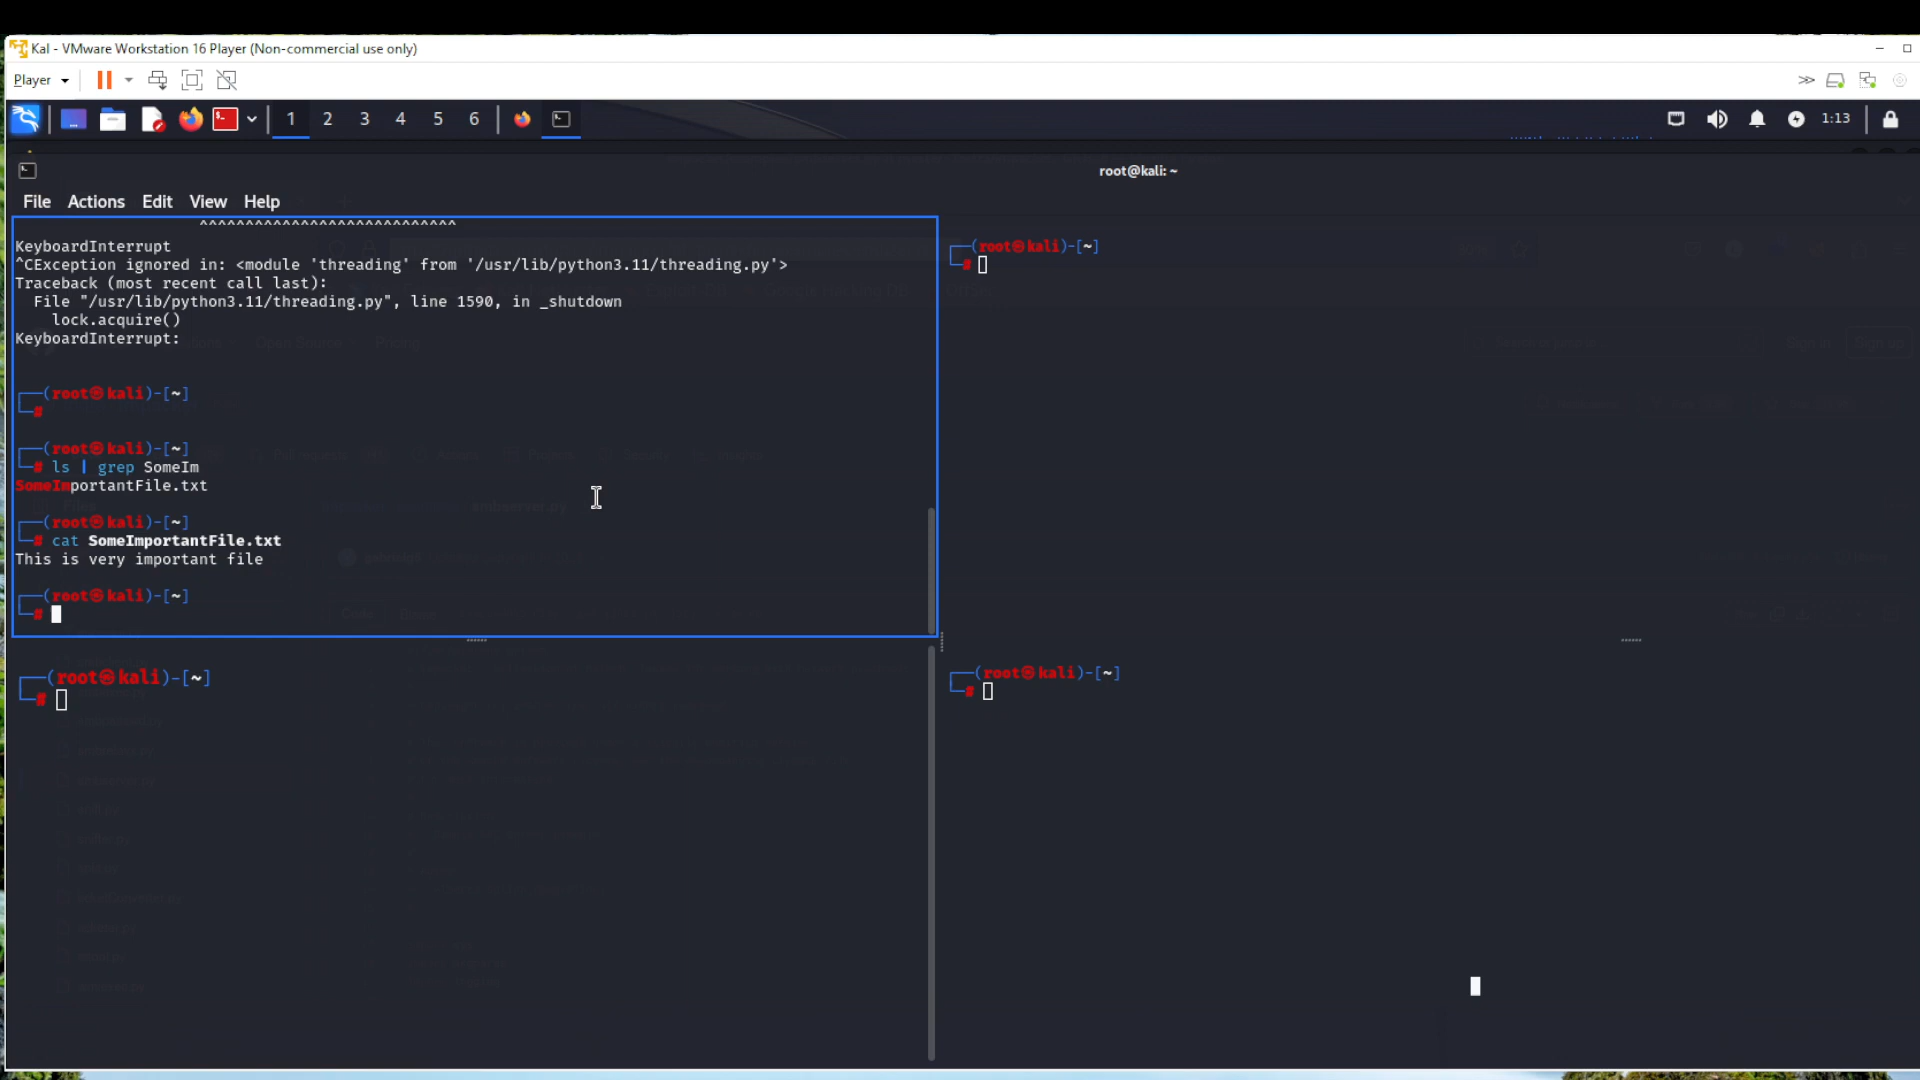 Kal - VMware Workstation 16 Player (Non-commercial use only)
Player
1 2 3 4 5 6
1:13
root@kali: ~
File Actions Edit View Help
^^^^^^^^^^^^^^^^^^^^^^^^^^^^
KeyboardInterrupt
^CException ignored in: <module 'threading' from '/usr/lib/python3.11/threading.py'>
Traceback (most recent call last):
File "/usr/lib/python3.11/threading.py", line 1590, in _shutdown
lock.acquire()
KeyboardInterrupt:
┌──(root㉿kali)-[~]
└─#
┌──(root㉿kali)-[~]
└─# ls | grep SomeIm
SomeImportantFile.txt
┌──(root㉿kali)-[~]
└─# cat SomeImportantFile.txt
This is very important file
┌──(root㉿kali)-[~]
└─#
┌──(root㉿kali)-[~]
└─#
┌──(root㉿kali)-[~]
└─#
┌──(root㉿kali)-[~]
└─#